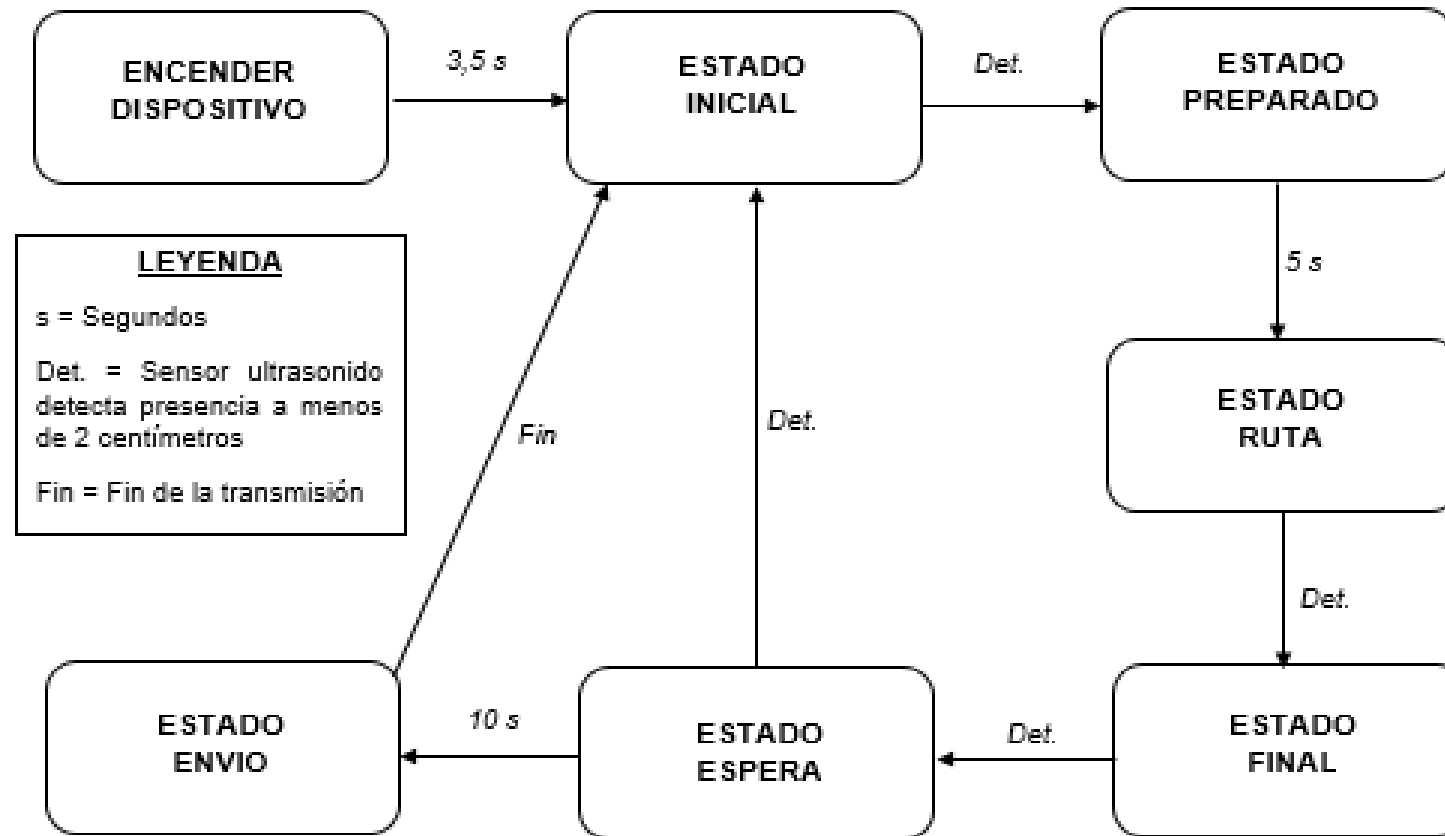 ENCENDER
DISPOSITIVO
3,5 s
ESTADO
INICIAL
Det.
ESTADO
PREPARADO
LEYENDA
s = Segundos
Det. = Sensor ultrasonido
detecta presencia a menos
de 2 centímetros
Fin = Fin de la transmisión
5 s
ESTADO
RUTA
Fin
Det.
Det.
ESTADO
ENVIO
10 s
ESTADO
ESPERA
Det.
ESTADO
FINAL